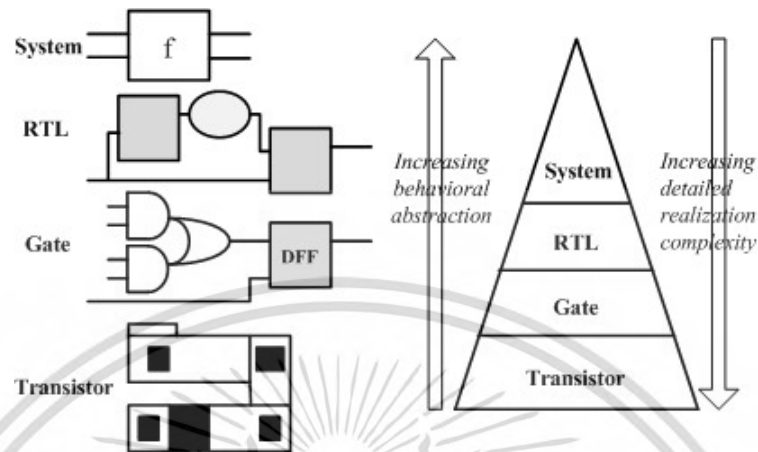 System
f
RTL
Gate
DFF
Transistor
Increasing
behavioral
abstraction
System
RTL
Gate
Transistor
Increasing
detailed
realization
complexity